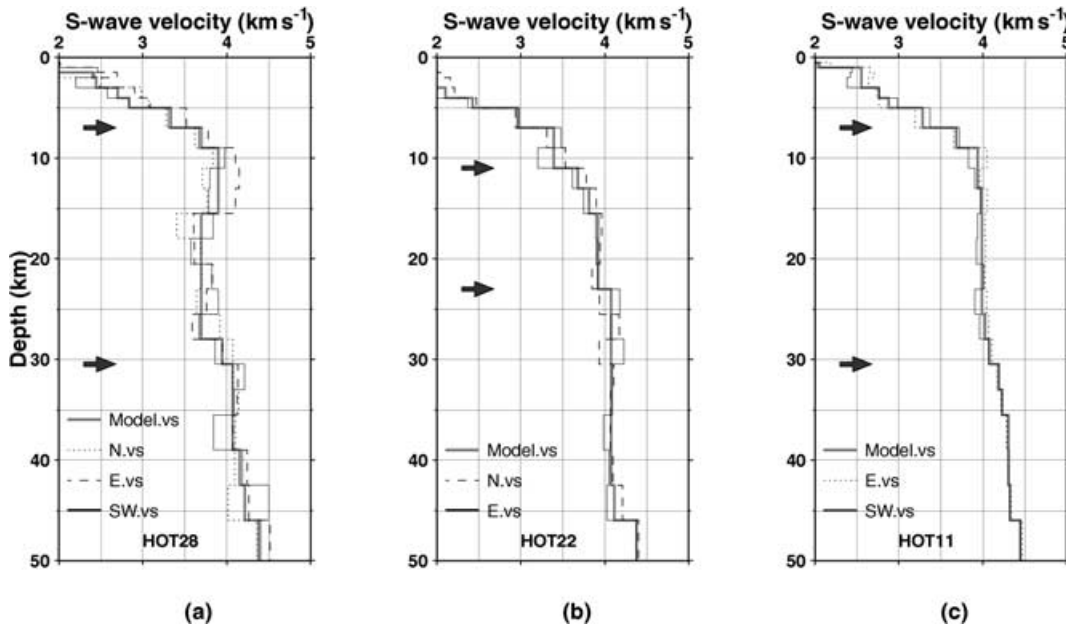 S-wave velocity (km s⁻¹)
2 3 4 5
0
10
20
30
40
50
Depth (km)
Model.vs
N.vs
E.vs
SW.vs
HOT28
(a)
S-wave velocity (km s⁻¹)
2 3 4 5
0
10
20
30
40
50
Model.vs
N.vs
E.vs
HOT22
(b)
S-wave velocity (km s⁻¹)
2 3 4 5
0
10
20
30
40
50
Model.vs
E.vs
SW.vs
HOT11
(c)